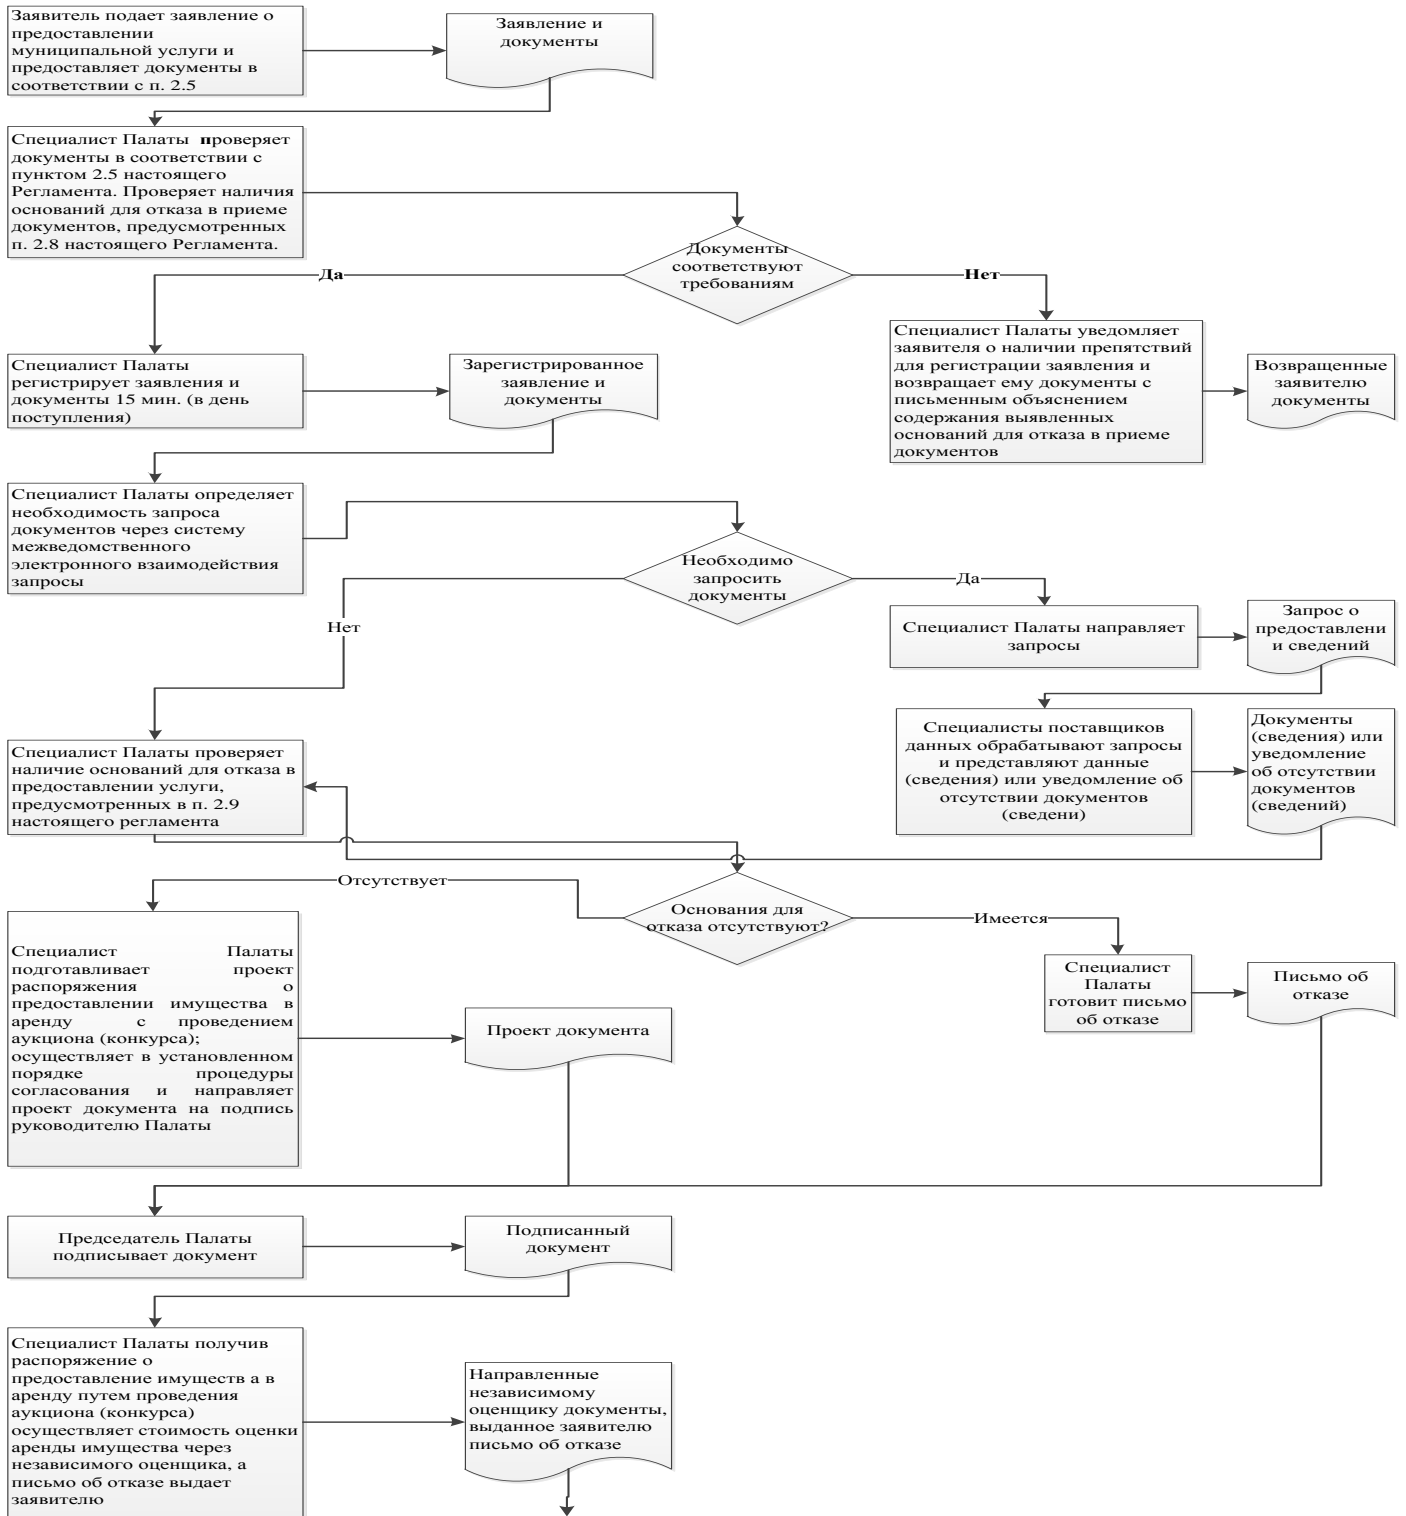 Заявитель подает заявление о
предоставлении
муниципальной услуги и
предоставляет документы в
соответствии с п. 2.5
Заявление и
документы
Специалист Палаты проверяет
документы в соответствии с
пунктом 2.5 настоящего
Регламента. Проверяет наличия
оснований для отказа в приеме
документов, предусмотренных
п. 2.8 настоящего Регламента.
Документы
соответствуют
требованиям
Да
Нет
Специалист Палаты
регистрирует заявления и
документы 15 мин. (в день
поступления)
Зарегистрированное
заявление и
документы
Специалист Палаты уведомляет
заявителя о наличии препятствий
для регистрации заявления и
возвращает ему документы с
письменным объяснением
содержания выявленных
оснований для отказа в приеме
документов
Возвращенные
заявителю
документы
Специалист Палаты определяет
необходимость запроса
документов через систему
межведомственного
электронного взаимодействия
запросы
Необходимо
запросить
документы
Да
Нет
Специалист Палаты направляет
запросы
Запрос о
предоставлени
и сведений
Специалисты поставщиков
данных обрабатывают запросы
и представляют данные
(сведения) или уведомление об
отсутствии документов
(сведени)
Документы
(сведения) или
уведомление
об отсутствии
документов
(сведений)
Специалист Палаты проверяет
наличие оснований для отказа в
предоставлении услуги,
предусмотренных в п. 2.9
настоящего регламента
Основания для
отказа отсутствуют?
Отсутствует
Имеется
Специалист Палаты
подготавливает проект
распоряжения о
предоставлении имущества в
аренду с проведением
аукциона (конкурса);
осуществляет в установленном
порядке процедуры
согласования и направляет
проект документа на подпись
руководителю Палаты
Проект документа
Специалист
Палаты
готовит письмо
об отказе
Письмо об
отказе
Председатель Палаты
подписывает документ
Подписанный
документ
Специалист Палаты получив
распоряжение о
предоставление имуществ а в
аренду путем проведения
аукциона (конкурса)
осуществляет стоимость оценки
аренды имущества через
независимого оценщика, а
письмо об отказе выдает
заявителю
Направленные
независимому
оценщику документы,
выданное заявителю
письмо об отказе